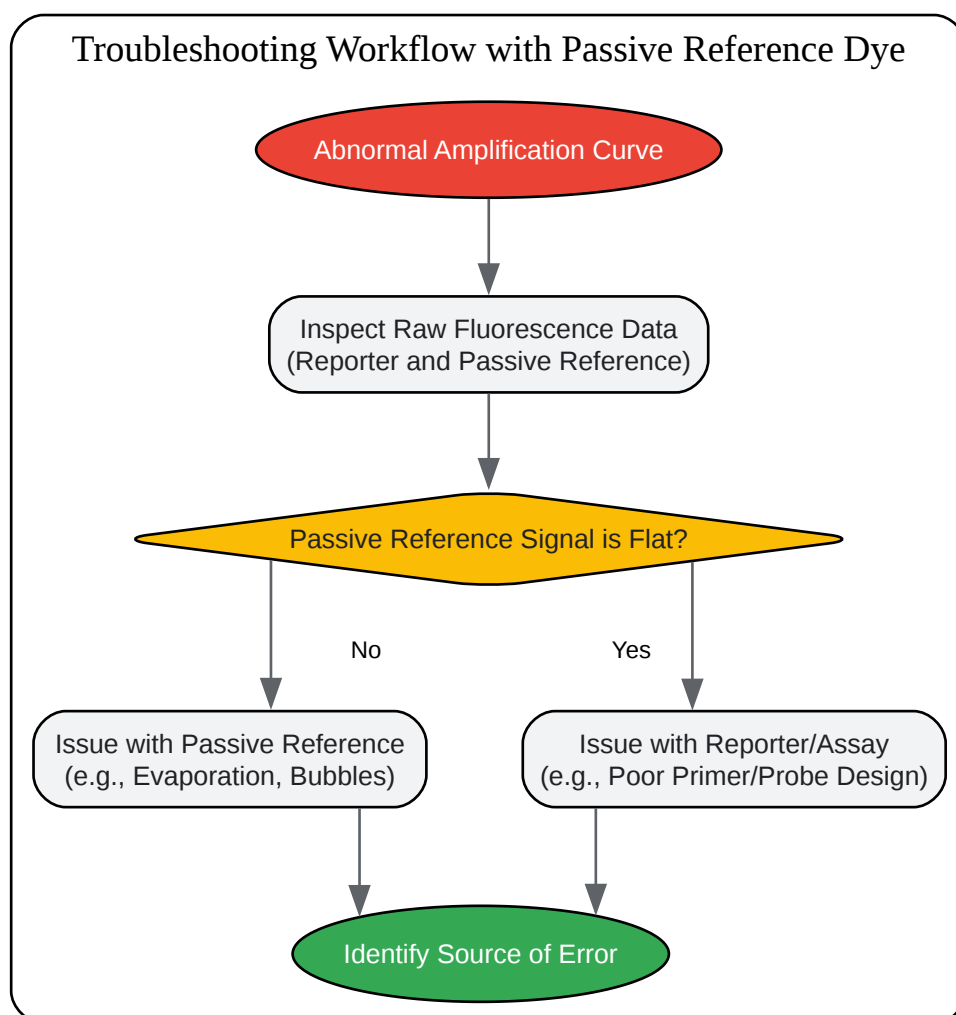 Troubleshooting Workflow with Passive Reference Dye
Abnormal Amplification Curve
Inspect Raw Fluorescence Data
(Reporter and Passive Reference)
Passive Reference Signal is Flat?
No
Yes
Issue with Passive Reference
(e.g., Evaporation, Bubbles)
Issue with Reporter/Assay
(e.g., Poor Primer/Probe Design)
Identify Source of Error